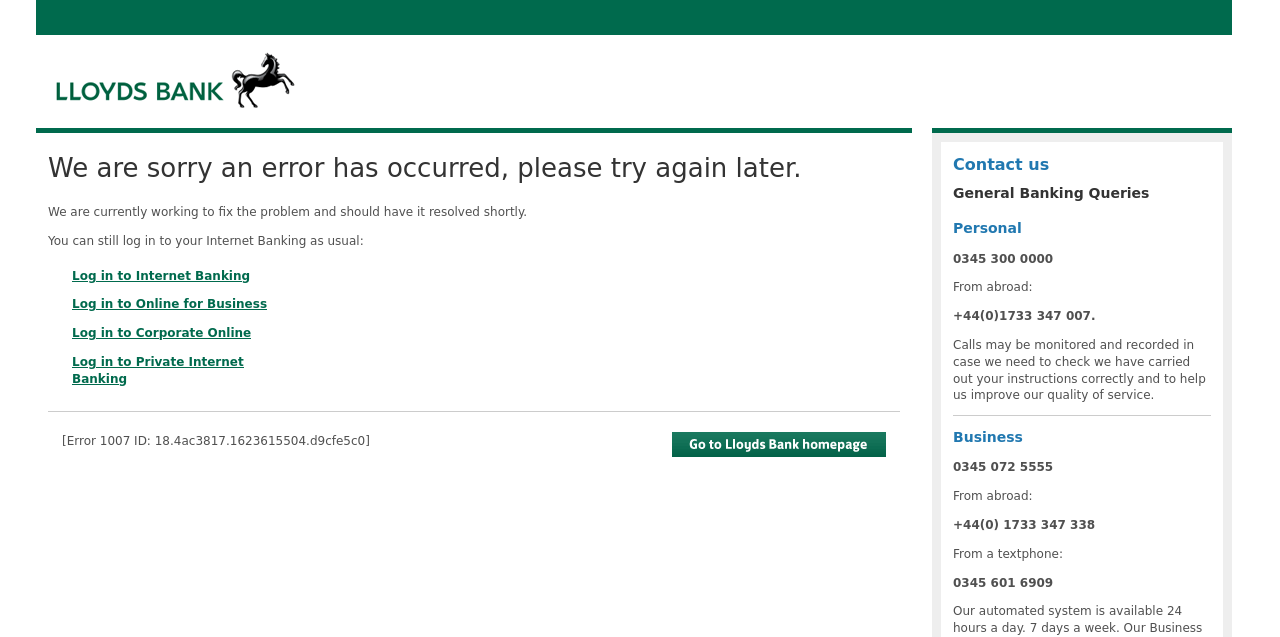 LLOYDS BANK
We are sorry an error has occurred, please try again later.
We are currently working to fix the problem and should have it resolved shortly.
You can still log in to your Internet Banking as usual:
Log in to Internet Banking
Log in to Online for Business
Log in to Corporate Online
Log in to Private Internet
Banking
[Error 1007 ID: 18.4ac3817.1623615504.d9cfe5c0]
Go to Lloyds Bank homepage
Contact us
General Banking Queries
Personal
0345 300 0000
From abroad:
+44(0)1733 347 007.
Calls may be monitored and recorded in
case we need to check we have carried
out your instructions correctly and to help
us improve our quality of service.
Business
0345 072 5555
From abroad:
+44(0) 1733 347 338
From a textphone:
0345 601 6909
Our automated system is available 24
hours a day. 7 days a week. Our Business